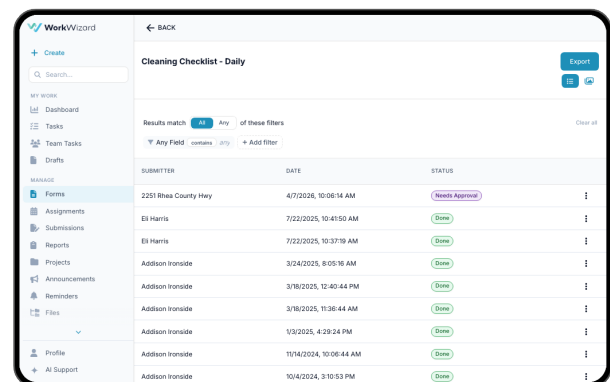 WorkWizard
Create
Search...
MY WORK
Dashboard
Tasks
Team Tasks
Drafts
MANAGE
Forms
Assignments
Submissions
Reports
Projects
Announcements
Reminders
Files
Profile
AI Support
BACK
Cleaning Checklist - Daily
Export
Results match All Any of these filters
Clear all
Any Field contains any + Add filter
SUBMITTER DATE STATUS
2251 Rhea County Hwy 4/7/2026, 10:06:14 AM Needs Approval
Eli Harris 7/22/2025, 10:41:50 AM Done
Eli Harris 7/22/2025, 10:37:19 AM Done
Addison Ironside 3/24/2025, 8:05:16 AM Done
Addison Ironside 3/18/2025, 12:40:44 PM Done
Addison Ironside 3/18/2025, 11:36:44 AM Done
Addison Ironside 1/3/2025, 4:29:24 PM Done
Addison Ironside 11/14/2024, 10:06:44 AM Done
Addison Ironside 10/4/2024, 3:10:53 PM Done